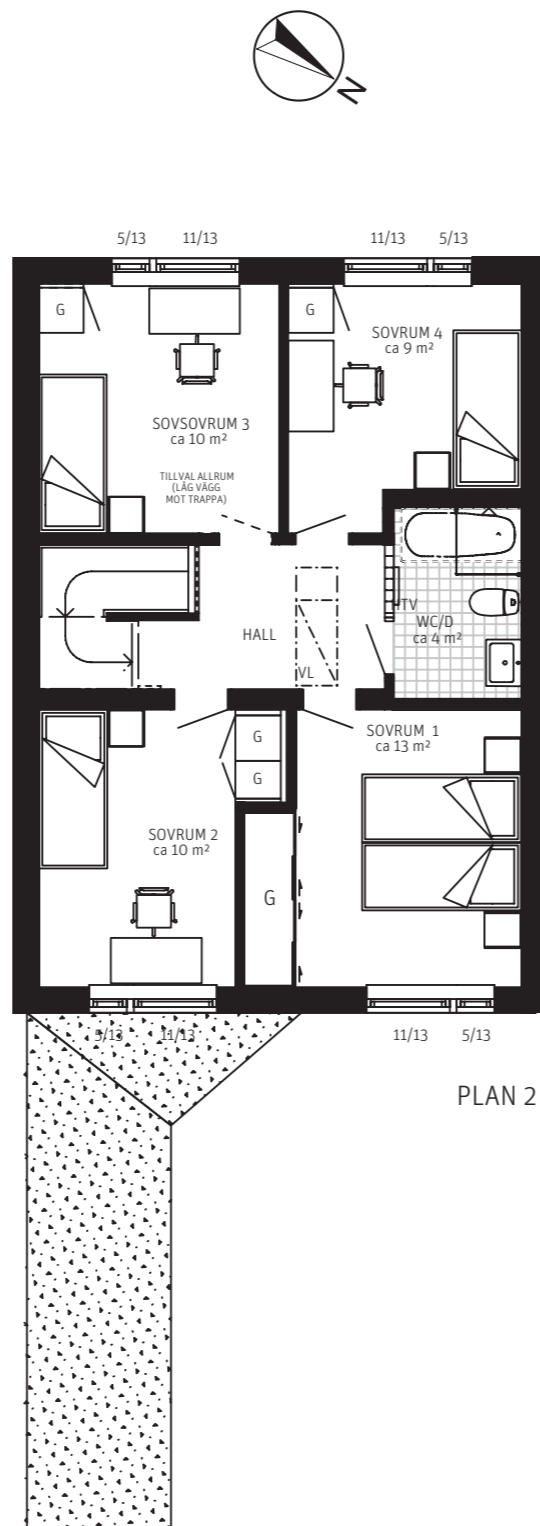 N
5/13 11/13 11/13 5/13
G
G
SOVRUM 4
ca 9 m²
SOVSOVRUM 3
ca 10 m²
TILLVAL ALLRUM
(LÅG VÄGG
MOT TRAPPA)
TV
WC/D
ca 4 m²
HALL
VL
SOVRUM 1
ca 13 m²
G
G
SOVRUM 2
ca 10 m²
G
5/13 11/13 11/13 5/13
PLAN 2